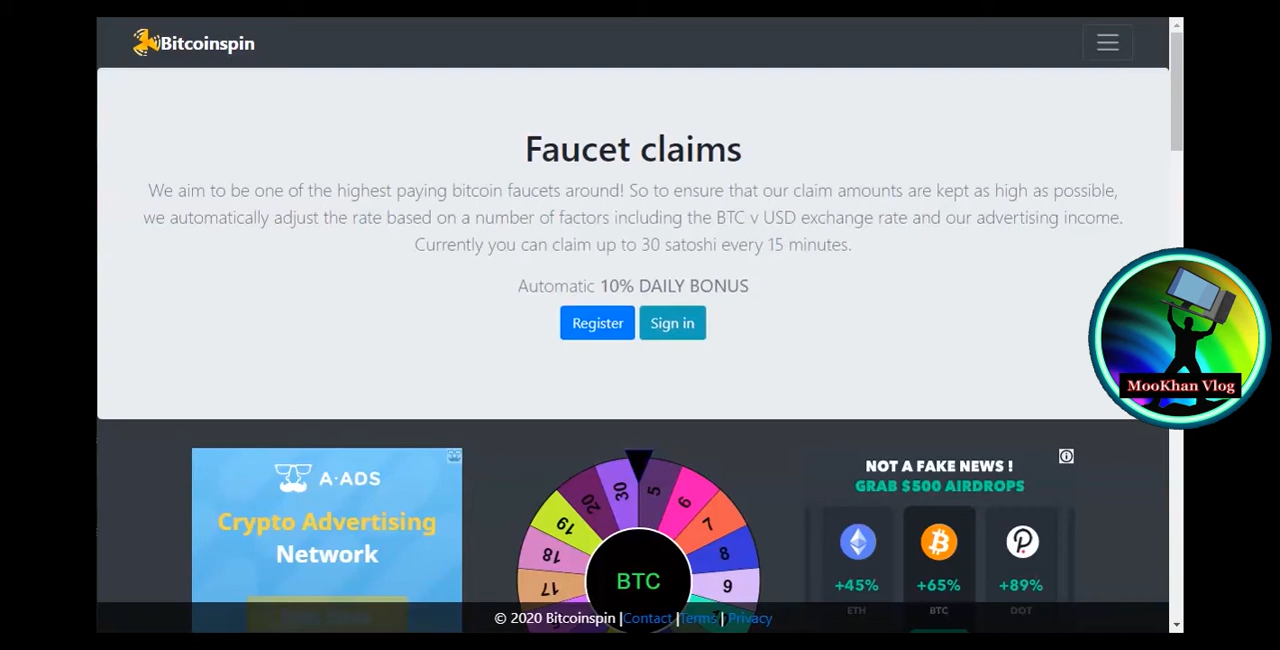 Bitcoinspin
Faucet claims
We aim to be one of the highest paying bitcoin faucets around! So to ensure that our claim amounts are kept as high as possible,
we automatically adjust the rate based on a number of factors including the BTC v USD exchange rate and our advertising income.
Currently you can claim up to 30 satoshi every 15 minutes.
Automatic 10% DAILY BONUS
Register Sign in
MooKhan Vlog
A-ADS
Crypto Advertising
Network
17
18
19
20
30
5
6
7
8
9
BTC
NOT A FAKE NEWS !
GRAB $500 AIRDROPS
+45% +65% +89%
ETH BTC DOT
© 2020 Bitcoinspin |Contact |Terms | Privacy